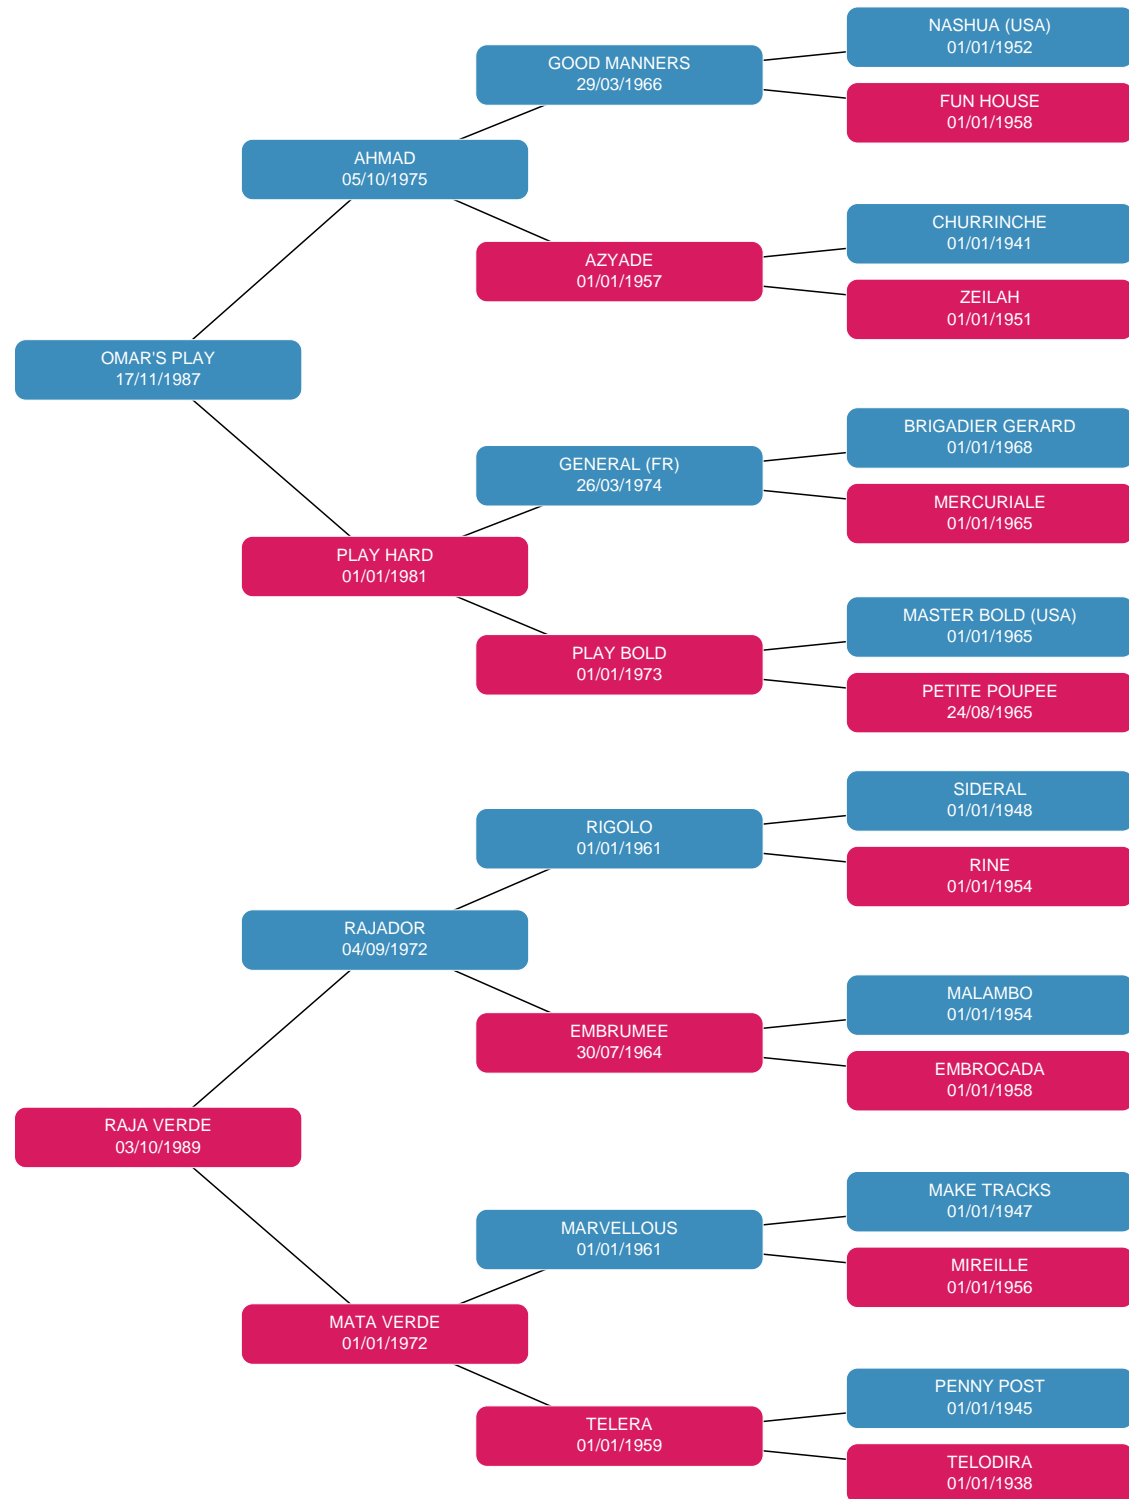 NASHUA (USA)
01/01/1952
GOOD MANNERS
29/03/1966
FUN HOUSE
01/01/1958
AHMAD
05/10/1975
CHURRINCHE
01/01/1941
AZYADE
01/01/1957
ZEILAH
01/01/1951
OMAR'S PLAY
17/11/1987
BRIGADIER GERARD
01/01/1968
GENERAL (FR)
26/03/1974
MERCURIALE
01/01/1965
PLAY HARD
01/01/1981
MASTER BOLD (USA)
01/01/1965
PLAY BOLD
01/01/1973
PETITE POUPEE
24/08/1965
SIDERAL
01/01/1948
RIGOLO
01/01/1961
RINE
01/01/1954
RAJADOR
04/09/1972
MALAMBO
01/01/1954
EMBRUMEE
30/07/1964
EMBROCADA
01/01/1958
RAJA VERDE
03/10/1989
MAKE TRACKS
01/01/1947
MARVELLOUS
01/01/1961
MIREILLE
01/01/1956
MATA VERDE
01/01/1972
PENNY POST
01/01/1945
TELERA
01/01/1959
TELODIRA
01/01/1938